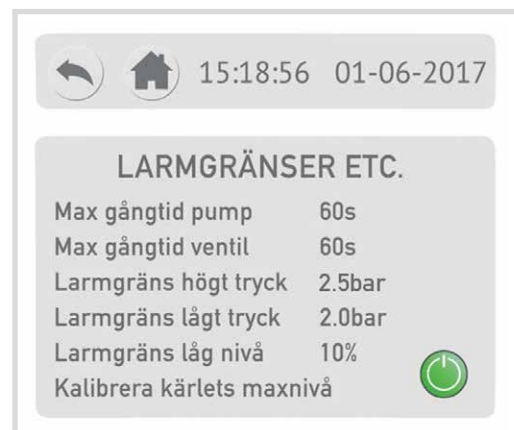 15:18:56 01-06-2017
LARMGRÄNSER ETC.
Max gångtid pump 60s
Max gångtid ventil 60s
Larmgräns högt tryck 2.5bar
Larmgräns lågt tryck 2.0bar
Larmgräns låg nivå 10%
Kalibrera kärlets maxnivå